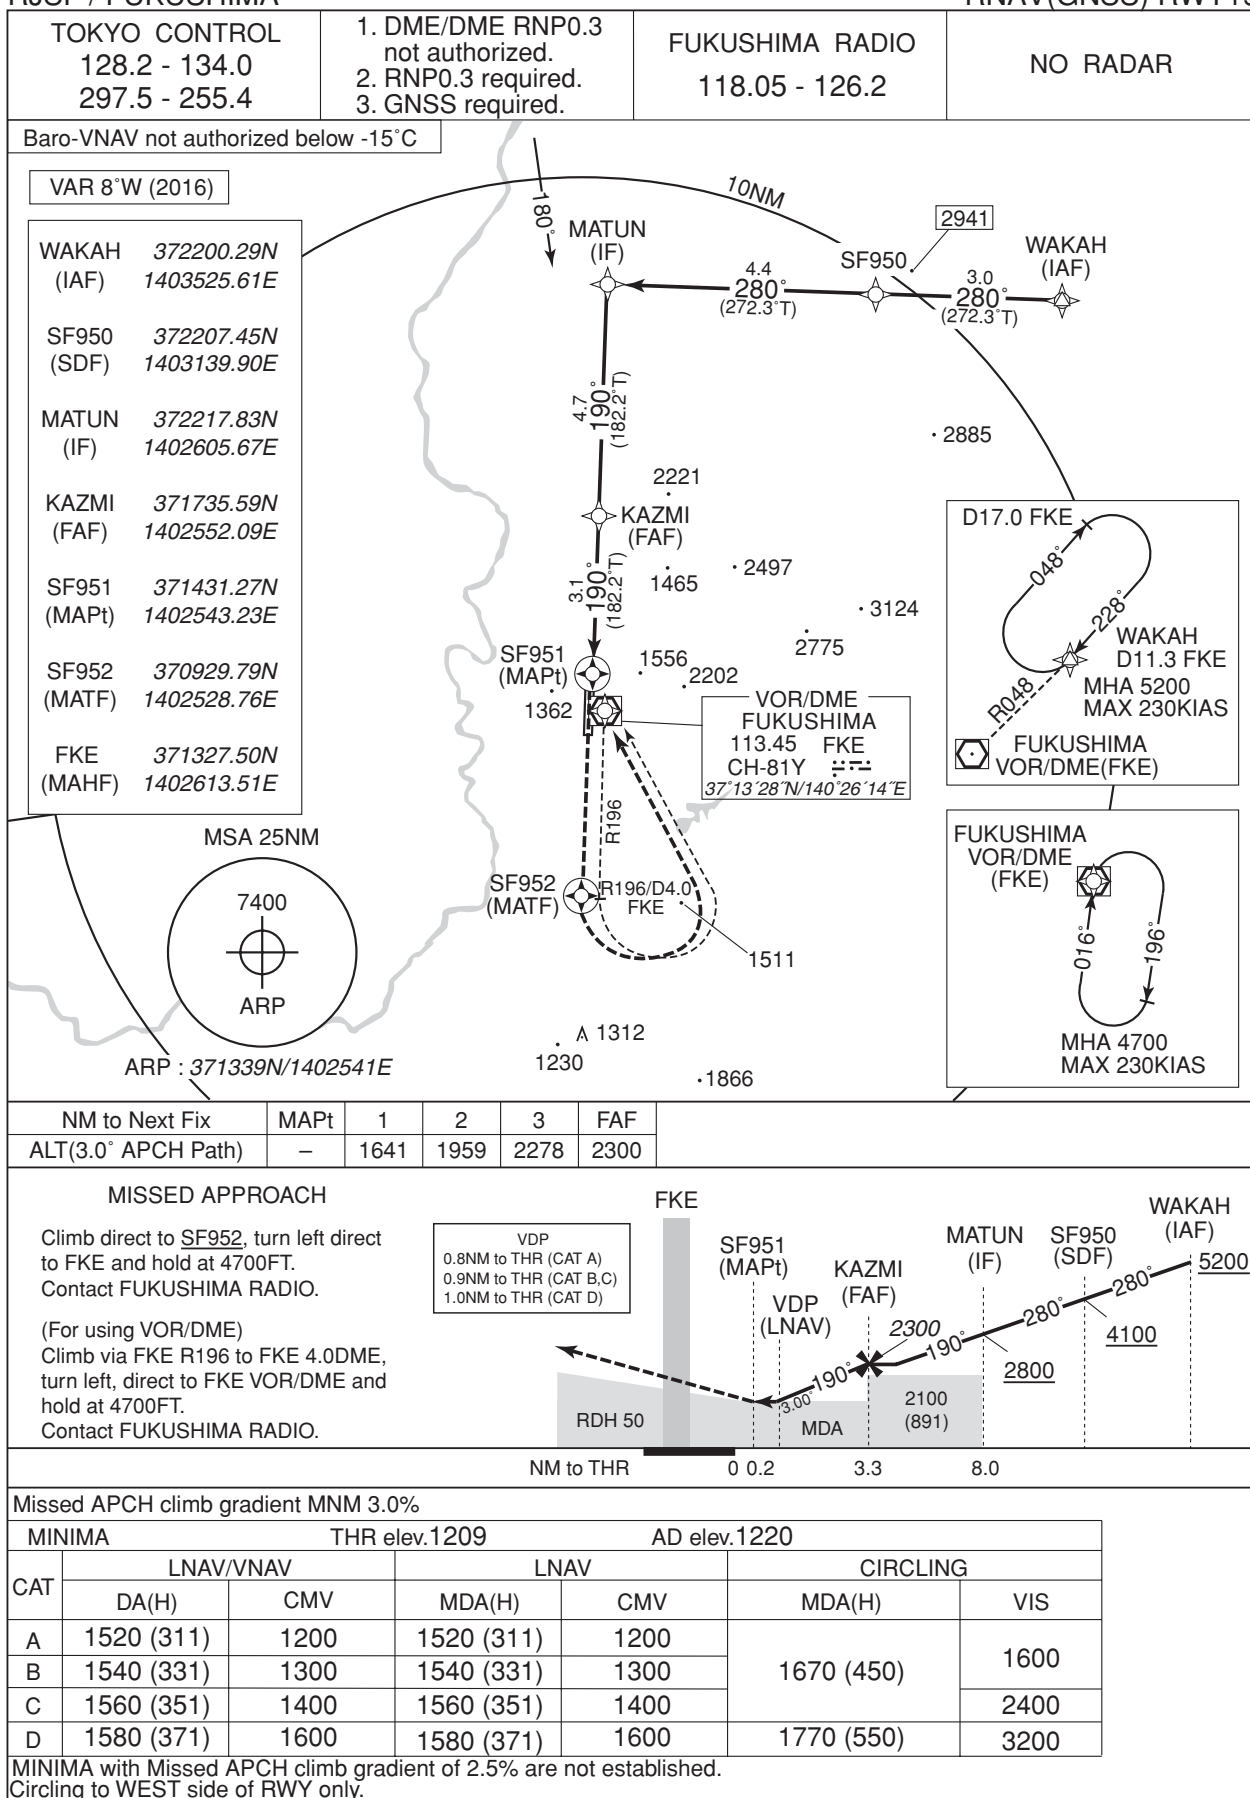 TOKYO CONTROL
128.2 - 134.0
297.5 - 255.4
1. DME/DME RNP0.3
not authorized.
2. RNP0.3 required.
3. GNSS required.
FUKUSHIMA RADIO
118.05 - 126.2
NO RADAR
Baro-VNAV not authorized below -15˚C
VAR 8˚W (2016)
WAKAH 372200.29N
(IAF) 1403525.61E
SF950 372207.45N
(SDF) 1403139.90E
MATUN 372217.83N
(IF) 1402605.67E
KAZMI 371735.59N
(FAF) 1402552.09E
SF951 371431.27N
(MAPt) 1402543.23E
SF952 370929.79N
(MATF) 1402528.76E
FKE 371327.50N
(MAHF) 1402613.51E
180˚
10NM
2941
MATUN
(IF)
SF950
WAKAH
(IAF)
4.4
280˚
(272.3˚T)
3.0
280˚
(272.3˚T)
4.7
190˚
(182.2˚T)
2885
2221
KAZMI
(FAF)
1465
2497
3.1
190˚
(182.2˚T)
3124
2775
SF951
(MAPt)
1556
2202
1362
VOR/DME
FUKUSHIMA
113.45 FKE
CH-81Y
37˚13´28˝N/140˚26´14˝E
R196
SF952
(MATF)
R196/D4.0
FKE
1511
1312
1230
1866
D17.0 FKE
048˚
228˚
WAKAH
D11.3 FKE
MHA 5200
MAX 230KIAS
R048
FUKUSHIMA
VOR/DME(FKE)
FUKUSHIMA
VOR/DME
(FKE)
016˚
196˚
MHA 4700
MAX 230KIAS
MSA 25NM
7400
ARP
ARP : 371339N/1402541E
NM to Next Fix MAPt 1 2 3 FAF
ALT(3.0˚ APCH Path) – 1641 1959 2278 2300
MISSED APPROACH
Climb direct to SF952, turn left direct
to FKE and hold at 4700FT.
Contact FUKUSHIMA RADIO.
(For using VOR/DME)
Climb via FKE R196 to FKE 4.0DME,
turn left, direct to FKE VOR/DME and
hold at 4700FT.
Contact FUKUSHIMA RADIO.
VDP
0.8NM to THR (CAT A)
0.9NM to THR (CAT B,C)
1.0NM to THR (CAT D)
FKE
SF951
(MAPt)
VDP
(LNAV)
KAZMI
(FAF)
MATUN
(IF)
SF950
(SDF)
WAKAH
(IAF)
5200
280˚
4100
280˚
2800
190˚
2300
190˚
3.00˚
2100
(891)
MDA
RDH 50
NM to THR 0 0.2 3.3 8.0
Missed APCH climb gradient MNM 3.0%
MINIMA THR elev.1209 AD elev.1220
CAT LNAV/VNAV LNAV CIRCLING
DA(H) CMV MDA(H) CMV MDA(H) VIS
A 1520 (311) 1200 1520 (311) 1200
B 1540 (331) 1300 1540 (331) 1300 1670 (450) 1600
C 1560 (351) 1400 1560 (351) 1400 2400
D 1580 (371) 1600 1580 (371) 1600 1770 (550) 3200
MINIMA with Missed APCH climb gradient of 2.5% are not established.
Circling to WEST side of RWY only.